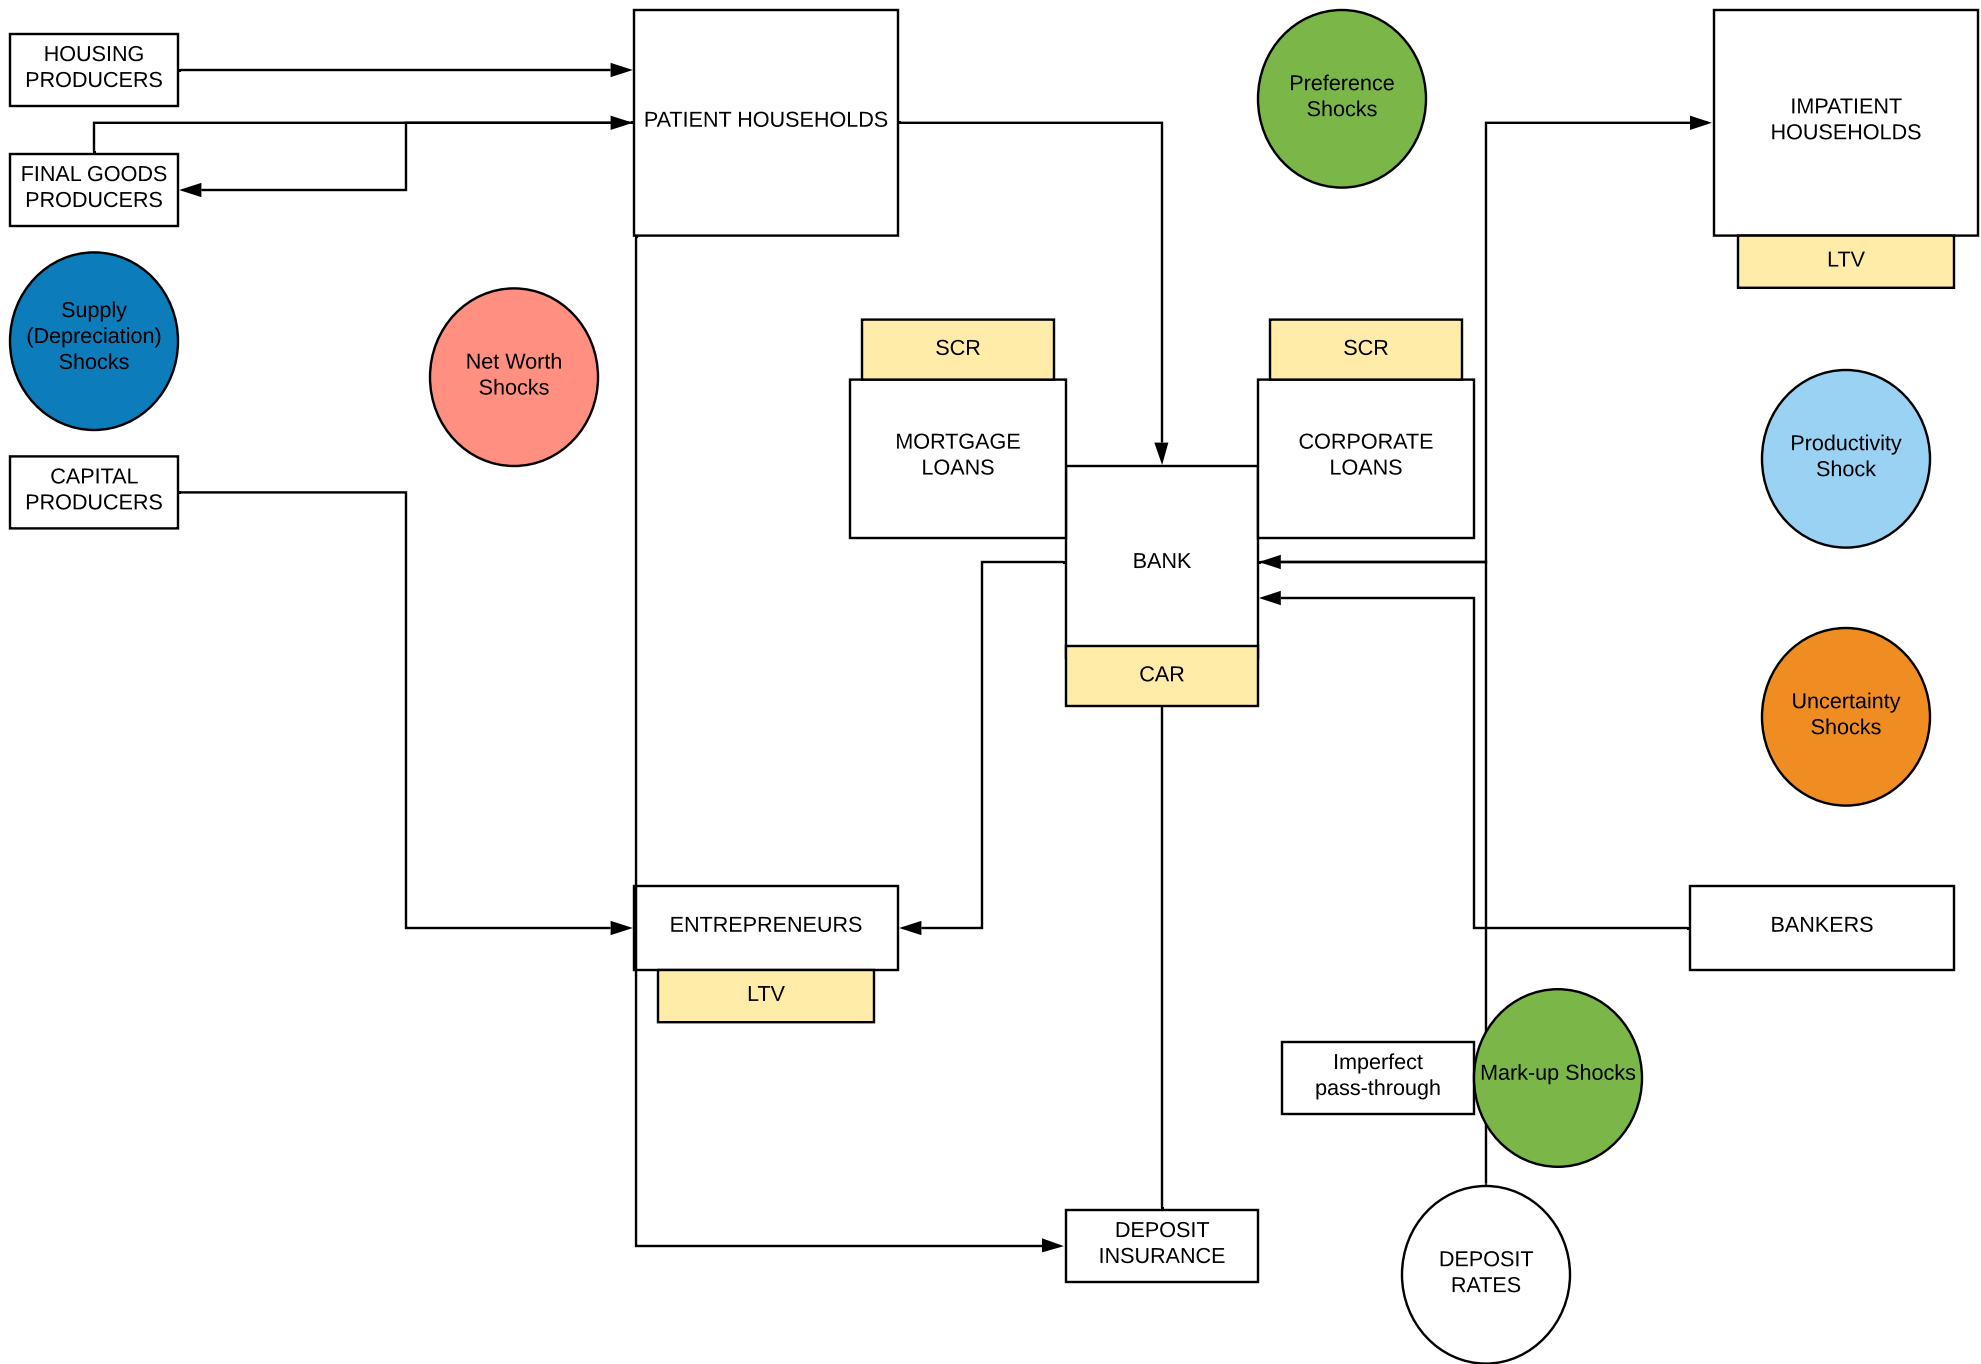 HOUSING
PRODUCERS
PATIENT HOUSEHOLDS
Preference
Shocks
IMPATIENT
HOUSEHOLDS
FINAL GOODS
PRODUCERS
LTV
Supply
(Depreciation)
Shocks
Net Worth
Shocks
SCR
SCR
MORTGAGE
LOANS
CORPORATE
LOANS
Productivity
Shock
CAPITAL
PRODUCERS
BANK
CAR
Uncertainty
Shocks
ENTREPRENEURS
BANKERS
LTV
Imperfect
pass-through
Mark-up Shocks
DEPOSIT
INSURANCE
DEPOSIT
RATES